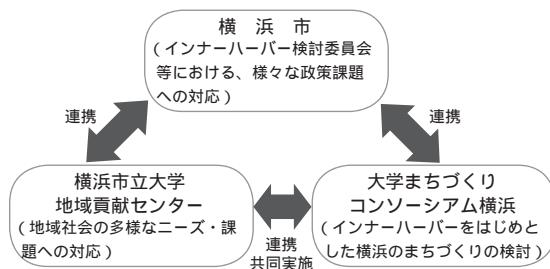 横　浜　市
（インナーハーバー検討委員会
等における、様々な政策課題
への対応）
連携
連携
横浜市立大学
地域貢献センター
（地域社会の多様なニーズ・課
題への対応）
連携
共同実施
大学まちづくり
コンソーシアム横浜
（インナーハーバーをはじめと
した横浜のまちづくりの検討）